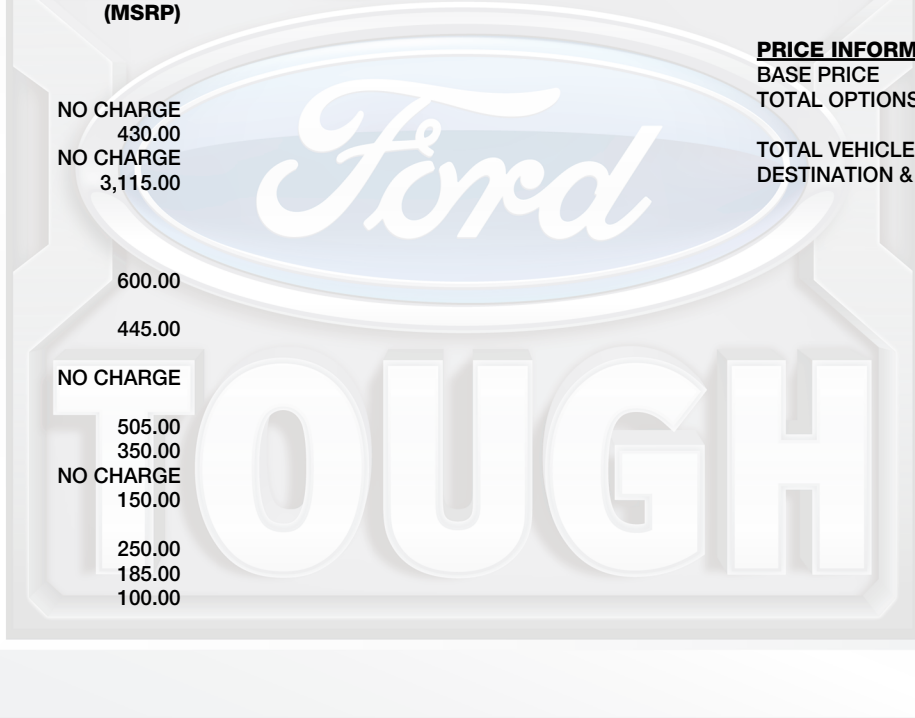 (MSRP)
NO CHARGE
430.00
NO CHARGE
3,115.00
600.00
445.00
NO CHARGE
505.00
350.00
NO CHARGE
150.00
250.00
185.00
100.00
PRICE INFORM
BASE PRICE
TOTAL OPTIONS
TOTAL VEHICLE
DESTINATION &
Ford
TOUGH